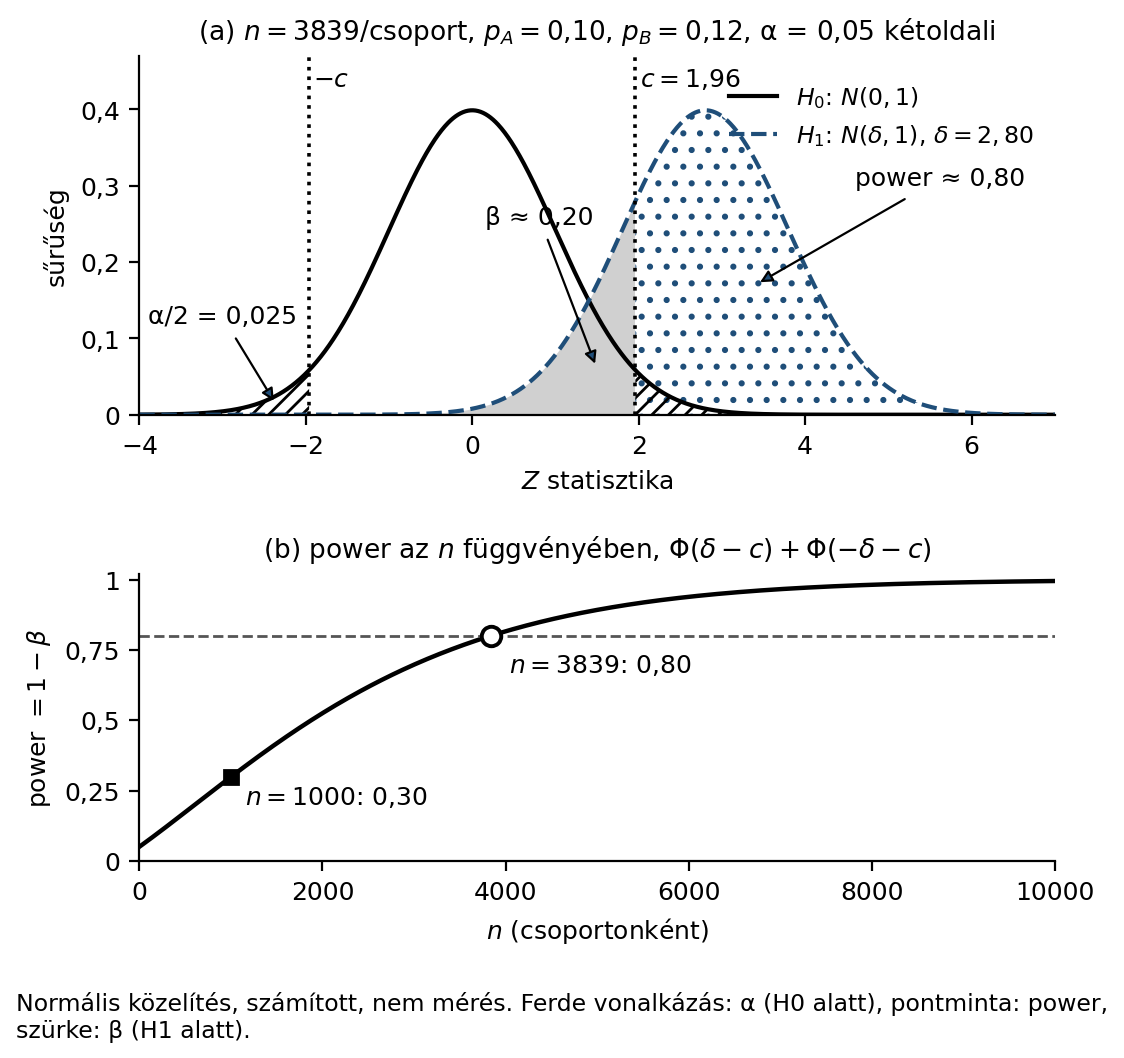 (a) n = 3839/csoport, p_A = 0,10, p_B = 0,12, α = 0,05 kétoldali
−c
c = 1,96
H_0: N(0, 1)
H_1: N(δ, 1), δ = 2, 80
power ≈ 0,80
β ≈ 0,20
α/2 = 0,025
sűrűség
0,4
0,3
0,2
0,1
0
−4 −2 0 2 4 6
Z statisztika
(b) power az n függvényében, Φ(δ − c) + Φ(−δ − c)
power = 1 − β
1
0,75
0,5
0,25
0
n = 3839: 0,80
n = 1000: 0,30
0 2000 4000 6000 8000 10000
n (csoportonként)
Normális közelítés, számított, nem mérés. Ferde vonalkázás: α (H0 alatt), pontminta: power,
szürke: β (H1 alatt).